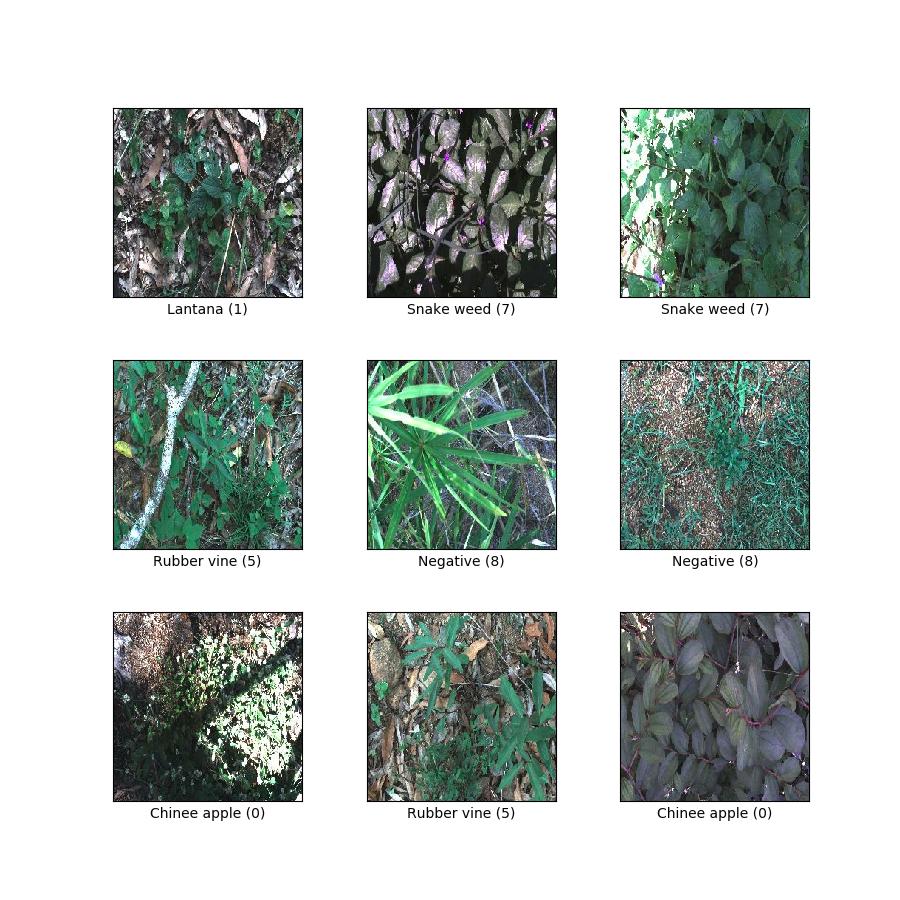 Lantana (1)
Snake weed (7)
Snake weed (7)
Rubber vine (5)
Negative (8)
Negative (8)
Chinee apple (0)
Rubber vine (5)
Chinee apple (0)